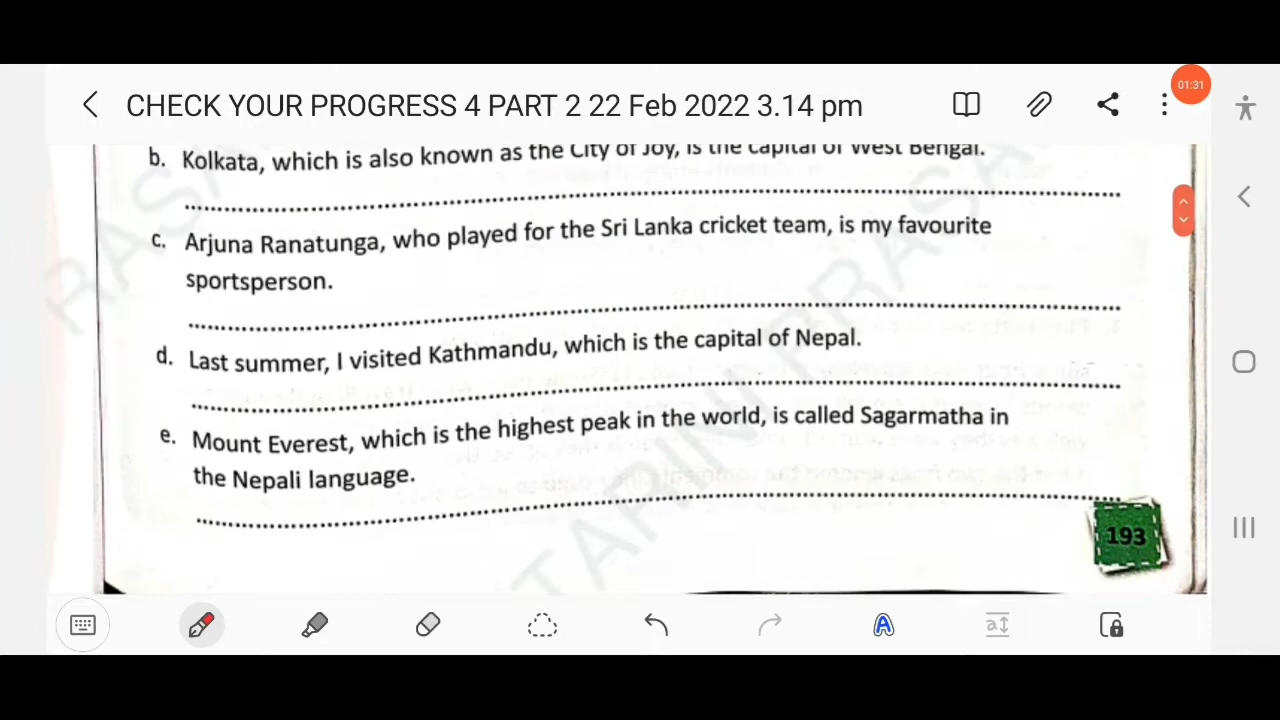 01:31
CHECK YOUR PROGRESS 4 PART 2 22 Feb 2022 3.14 pm
b. Kolkata, which is also known as the City of Joy, is the capital of West Bengal.
c. Arjuna Ranatunga, who played for the Sri Lanka cricket team, is my favourite
sportsperson.
d. Last summer, I visited Kathmandu, which is the capital of Nepal.
e. Mount Everest, which is the highest peak in the world, is called Sagarmatha in
the Nepali language.
193
TARINI PRASA
RASA
A
a